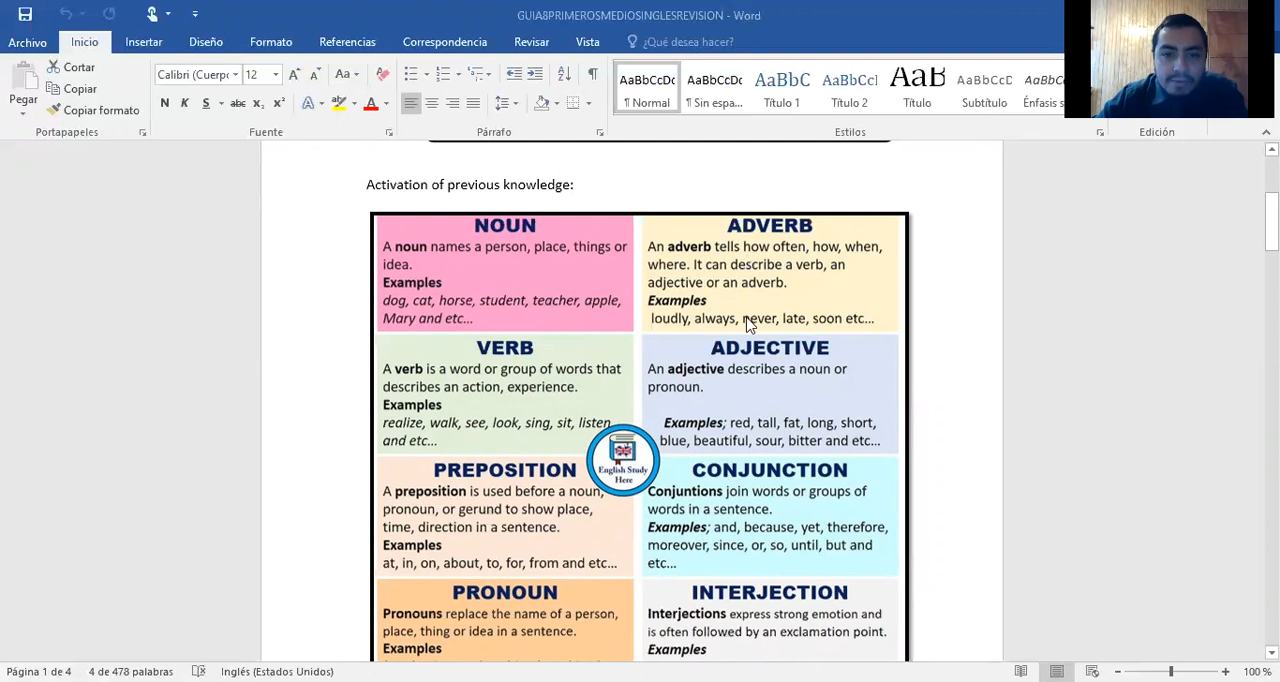 GUIA8PRIMEROSMEDIOSINGLESREVISION - Word
Archivo
Inicio
Insertar
Diseño
Formato
Referencias
Correspondencia
Revisar
Vista
¿Qué desea hacer?
Pegar
Cortar
Copiar
Copiar formato
Portapapeles
Calibri (Cuerpo
12
Aa
N K S abc x₂ x²
Fuente
Párrafo
AaBbCcDc
¶ Normal
AaBbCcDc
¶ Sin espa...
AaBbC
Título 1
AaBbCcI
Título 2
AaB
Título
AaBbCcD
Subtítulo
AaBbCcD
Énfasis s
Estilos
Edición
Activation of previous knowledge:
NOUN
A noun names a person, place, things or
idea.
Examples
dog, cat, horse, student, teacher, apple,
Mary and etc...
ADVERB
An adverb tells how often, how, when,
where. It can describe a verb, an
adjective or an adverb.
Examples
loudly, always, never, late, soon etc...
VERB
A verb is a word or group of words that
describes an action, experience.
Examples
realize, walk, see, look, sing, sit, listen
and etc...
ADJECTIVE
An adjective describes a noun or
pronoun.
Examples; red, tall, fat, long, short,
blue, beautiful, sour, bitter and etc...
English Study
Here
PREPOSITION
A preposition is used before a noun,
pronoun, or gerund to show place,
time, direction in a sentence.
Examples
at, in, on, about, to, for, from and etc...
CONJUNCTION
Conjuntions join words or groups of
words in a sentence.
Examples; and, because, yet, therefore,
moreover, since, or, so, until, but and
etc...
PRONOUN
Pronouns replace the name of a person,
place, thing or idea in a sentence.
Examples
INTERJECTION
Interjections express strong emotion and
is often followed by an exclamation point.
Examples
Página 1 de 4
4 de 478 palabras
Inglés (Estados Unidos)
100 %